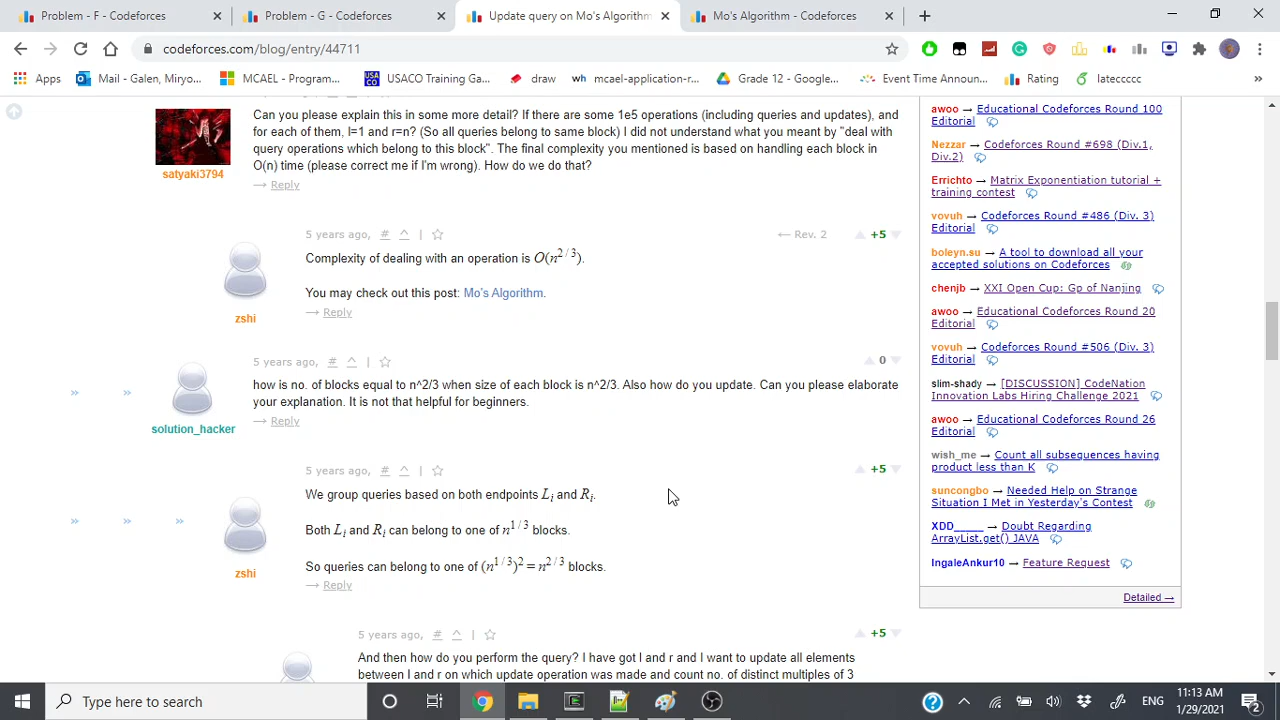 Problem - F - Codeforces
Problem - G - Codeforces
Update query on Mo's Algorithm
Mo's Algorithm - Codeforces
codeforces.com/blog/entry/44711
Apps
Mail - Galen, Miryo...
MCAEL - Program...
USACO Training Ga...
draw
mcael-application-r...
Grade 12 - Google...
Event Time Announ...
Rating
lateccccc
»
Can you please explain this in some more detail? If there are some 1e5 operations (including queries and updates), and
for each of them, l=1 and r=n? (So all queries belong to same block) I did not understand what you meant by "deal with
query operations which belong to this block". The final complexity you mentioned is based on handling each block in
O(n) time (please correct me if I'm wrong). How do we do that?
satyaki3794
→ Reply
5 years ago, # ^ |
← Rev. 2
+5
Complexity of dealing with an operation is O(n^{2/3}).
You may check out this post: Mo's Algorithm.
→ Reply
zshi
5 years ago, # ^ |
0
how is no. of blocks equal to n^2/3 when size of each block is n^2/3. Also how do you update. Can you please elaborate
your explanation. It is not that helpful for beginners.
» »
→ Reply
solution_hacker
5 years ago, # ^ |
+5
We group queries based on both endpoints L_i and R_i.
Both L_i and R_i can belong to one of n^{1/3} blocks.
» » »
So queries can belong to one of (n^{1/3})^2 = n^{2/3} blocks.
zshi
→ Reply
5 years ago, # ^ |
+5
And then how do you perform the query? I have got l and r and I want to update all elements
between l and r on which update operation was made and count no. of distinct multiples of 3
awoo → Educational Codeforces Round 100
Editorial
Nezzar → Codeforces Round #698 (Div.1,
Div.2)
Errichto → Matrix Exponentiation tutorial +
training contest
vovuh → Codeforces Round #486 (Div. 3)
Editorial
boleyn.su → A tool to download all your
accepted solutions on Codeforces
chenjb → XXI Open Cup: Gp of Nanjing
awoo → Educational Codeforces Round 20
Editorial
vovuh → Codeforces Round #506 (Div. 3)
Editorial
slim-shady → [DISCUSSION] CodeNation
Innovation Labs Hiring Challenge 2021
awoo → Educational Codeforces Round 26
Editorial
wish_me → Count all subsequences having
product less than K
suncongbo → Needed Help on Strange
Situation I Met in Yesterday's Contest
XDD_____ → Doubt Regarding
ArrayList.get() JAVA
IngaleAnkur10 → Feature Request
Detailed →
Type here to search
ENG
11:13 AM
1/29/2021
2